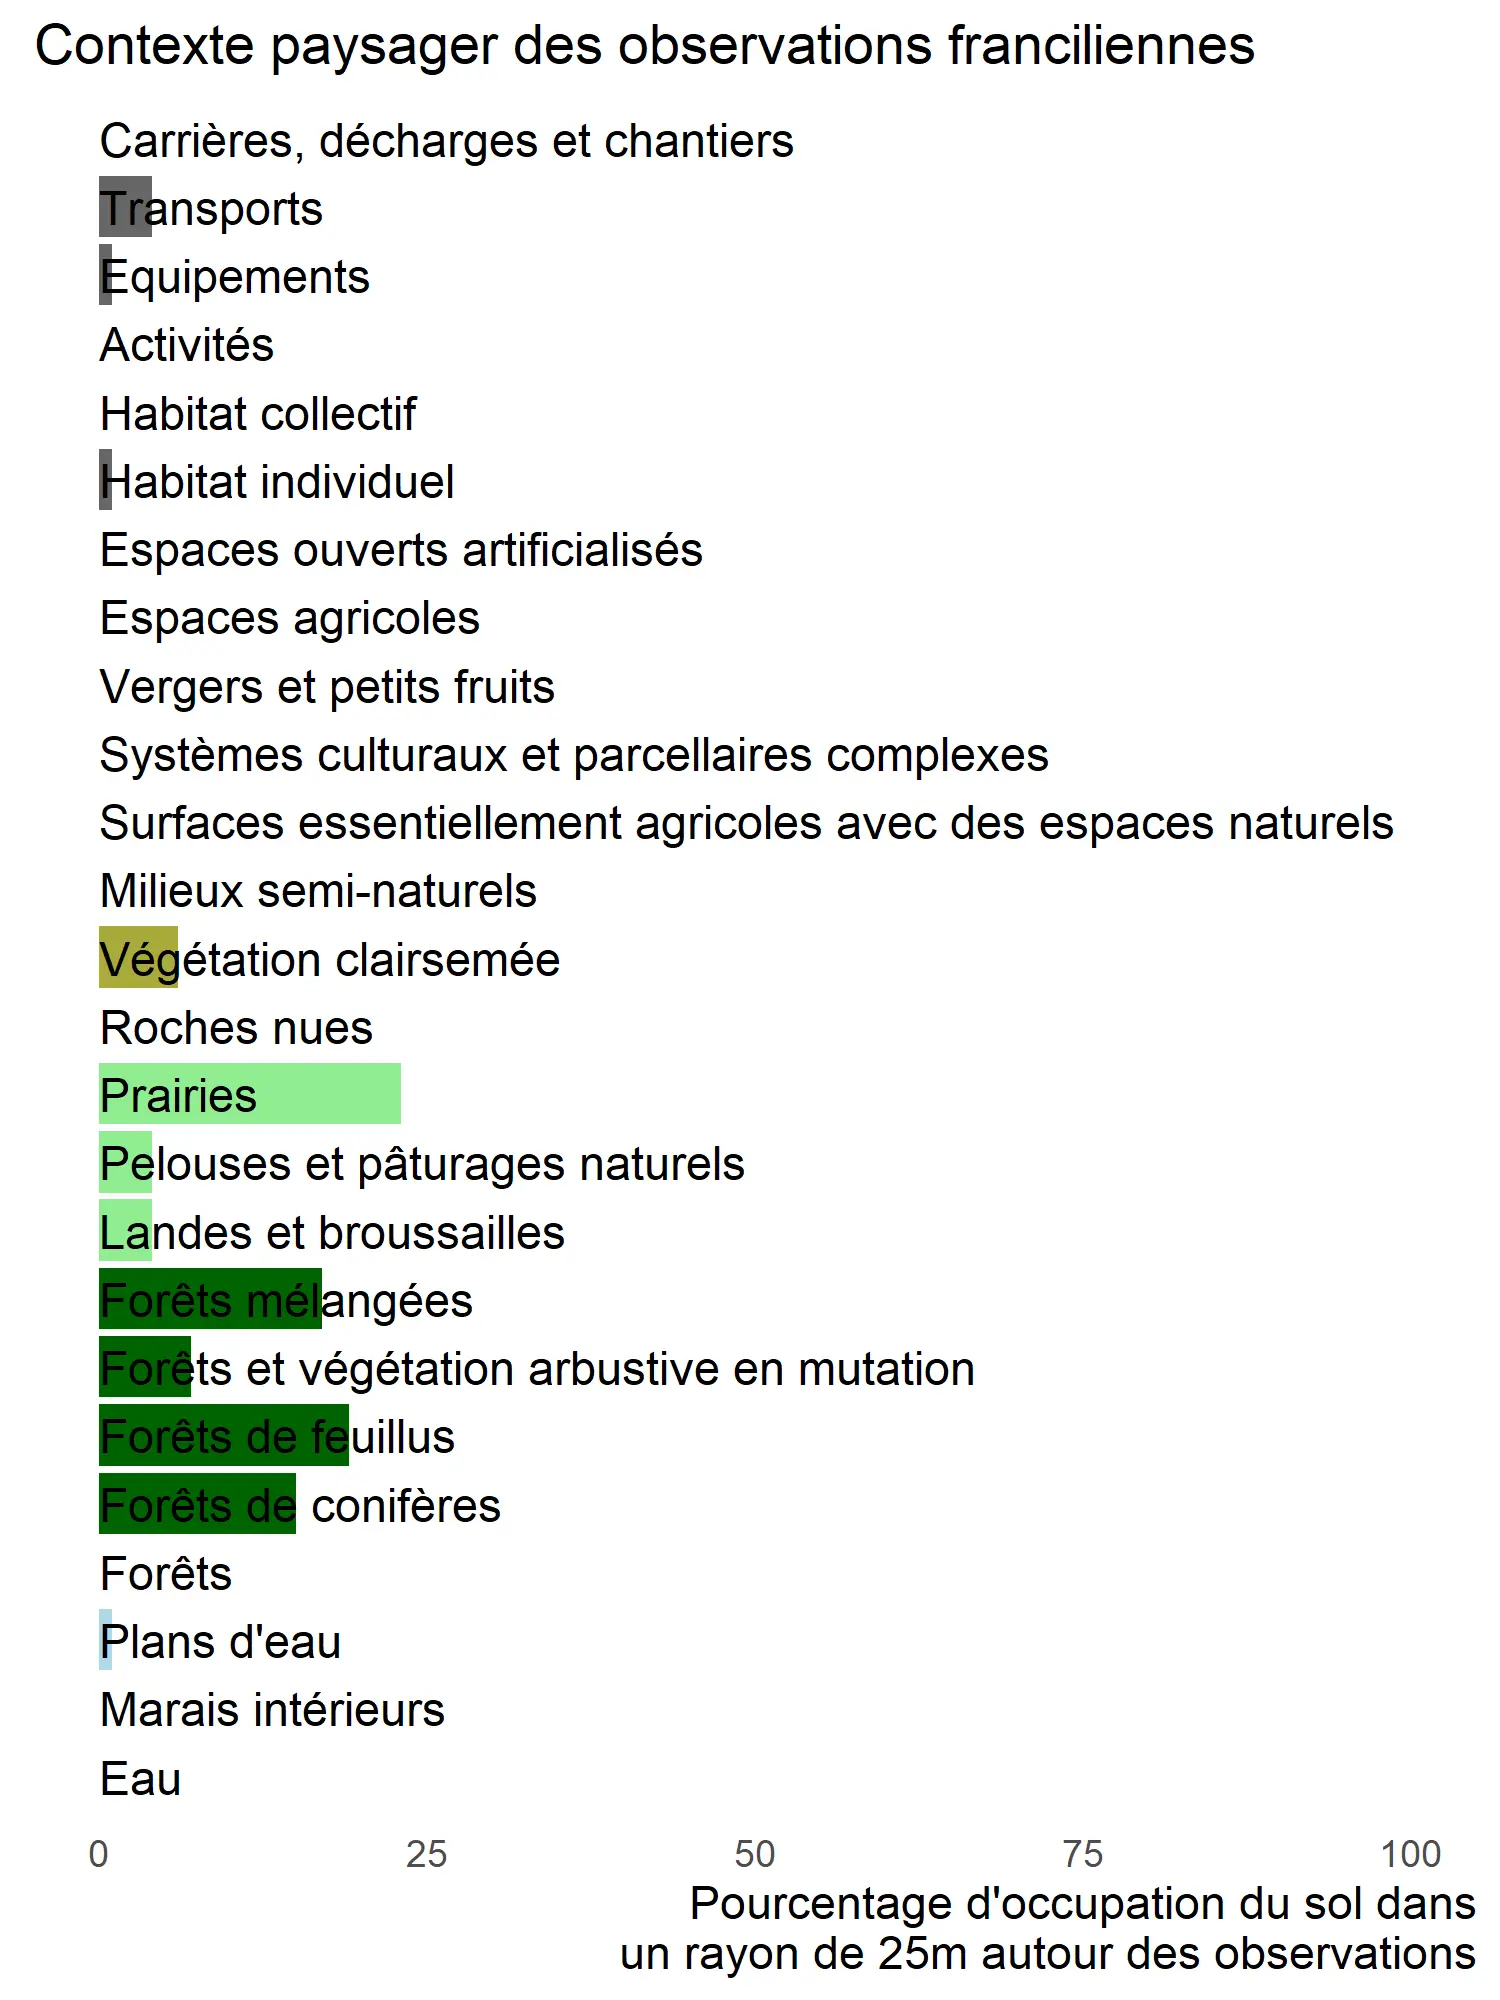 Contexte paysager des observations franciliennes
Carrières, décharges et chantiers
Transports
Equipements
Activités
Habitat collectif
Habitat individuel
Espaces ouverts artificialisés
Espaces agricoles
Vergers et petits fruits
Systèmes culturaux et parcellaires complexes
Surfaces essentiellement agricoles avec des espaces naturels
Milieux semi-naturels
Végétation clairsemée
Roches nues
Prairies
Pelouses et pâturages naturels
Landes et broussailles
Forêts mélangées
Forêts et végétation arbustive en mutation
Forêts de feuillus
Forêts de conifères
Forêts
Plans d'eau
Marais intérieurs
Eau
0 25 50 75 100
Pourcentage d'occupation du sol dans
un rayon de 25m autour des observations